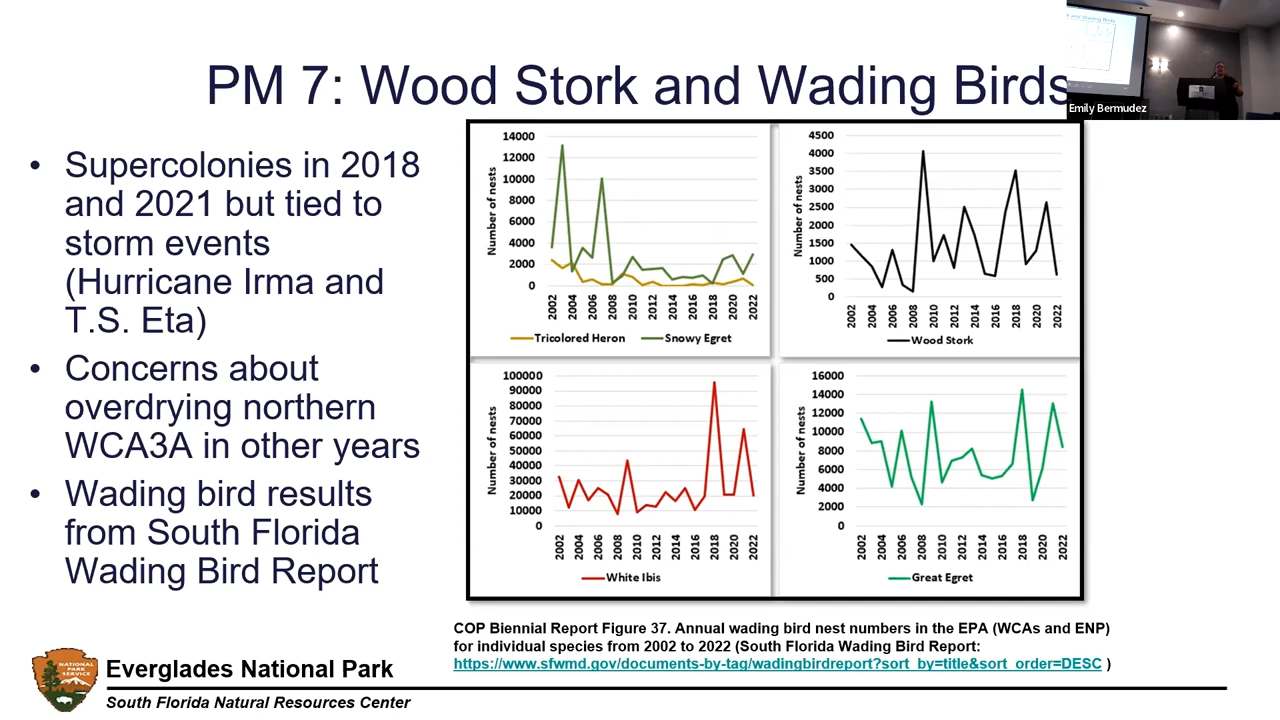 PM 7: Wood Stork and Wading Birds
Emily Bermudez
• Supercolonies in 2018
and 2021 but tied to
storm events
(Hurricane Irma and
T.S. Eta)
• Concerns about
overdrying northern
WCA3A in other years
• Wading bird results
from South Florida
Wading Bird Report
Number of nests
14000
12000
10000
8000
6000
4000
2000
0
2002 2004 2006 2008 2010 2012 2014 2016 2018 2020 2022
Tricolored Heron Snowy Egret
Number of nests
4500
4000
3500
3000
2500
2000
1500
1000
500
0
2002 2004 2006 2008 2010 2012 2014 2016 2018 2020 2022
Wood Stork
Number of nests
100000
90000
80000
70000
60000
50000
40000
30000
20000
10000
0
2002 2004 2006 2008 2010 2012 2014 2016 2018 2020 2022
White Ibis
Number of nests
16000
14000
12000
10000
8000
6000
4000
2000
0
2002 2004 2006 2008 2010 2012 2014 2016 2018 2020 2022
Great Egret
COP Biennial Report Figure 37. Annual wading bird nest numbers in the EPA (WCAs and ENP)
for individual species from 2002 to 2022 (South Florida Wading Bird Report:
https://www.sfwmd.gov/documents-by-tag/wadingbirdreport?sort_by=title&sort_order=DESC )
NATIONAL
PARK
SERVICE
Everglades National Park
South Florida Natural Resources Center